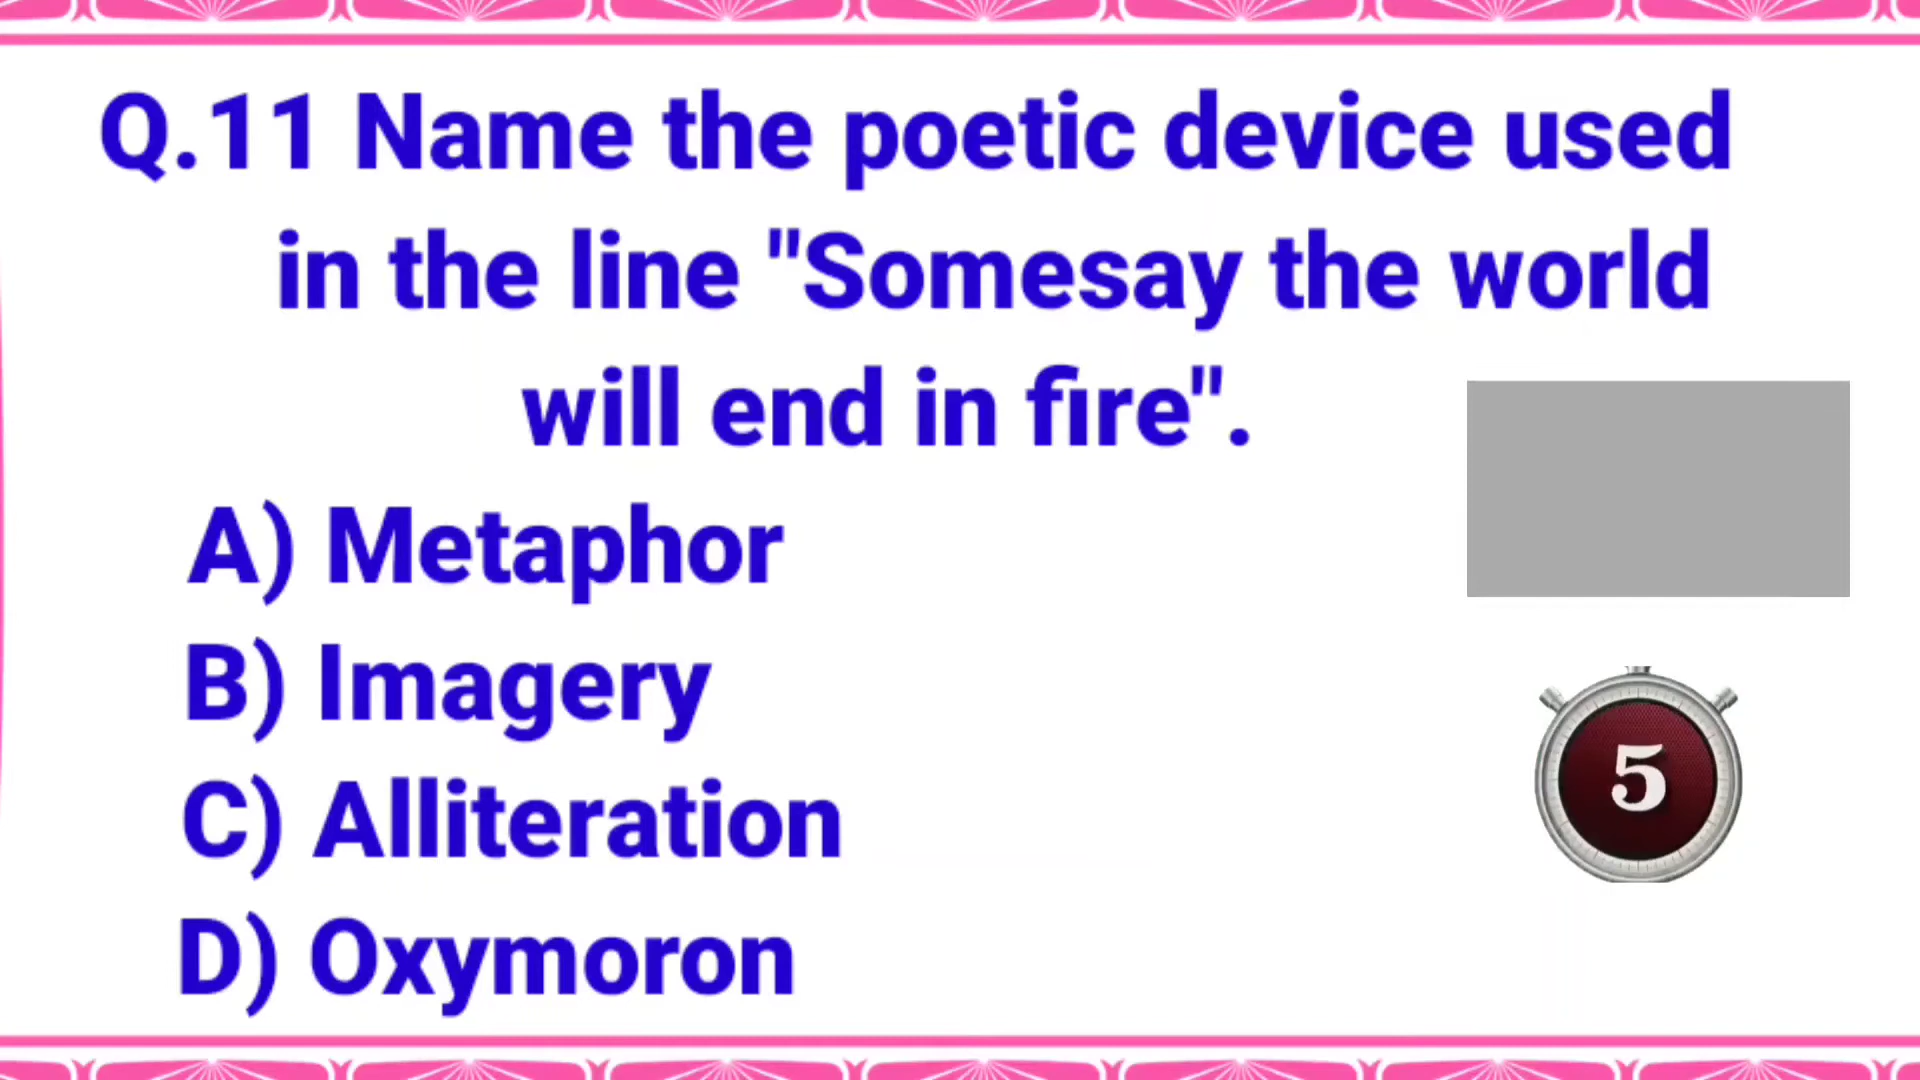 Q.11 Name the poetic device used
in the line "Somesay the world
will end in fire".
A) Metaphor
B) Imagery
C) Alliteration
D) Oxymoron
5